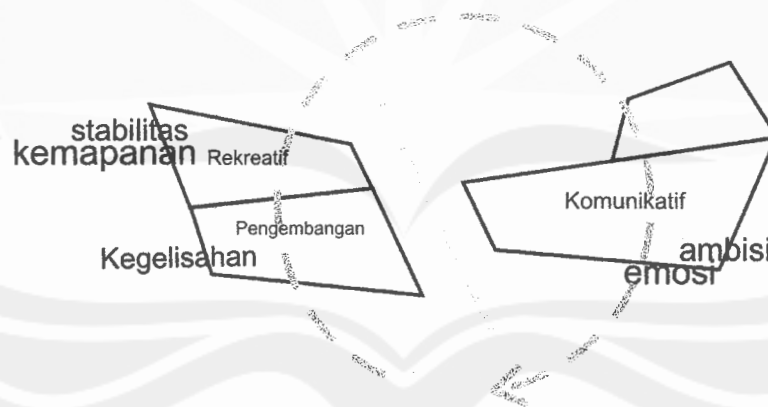 stabilitas
kemapanan
Rekreatif
Pengembangan
Kegelisahan
Komunikatif
ambisi
emosi